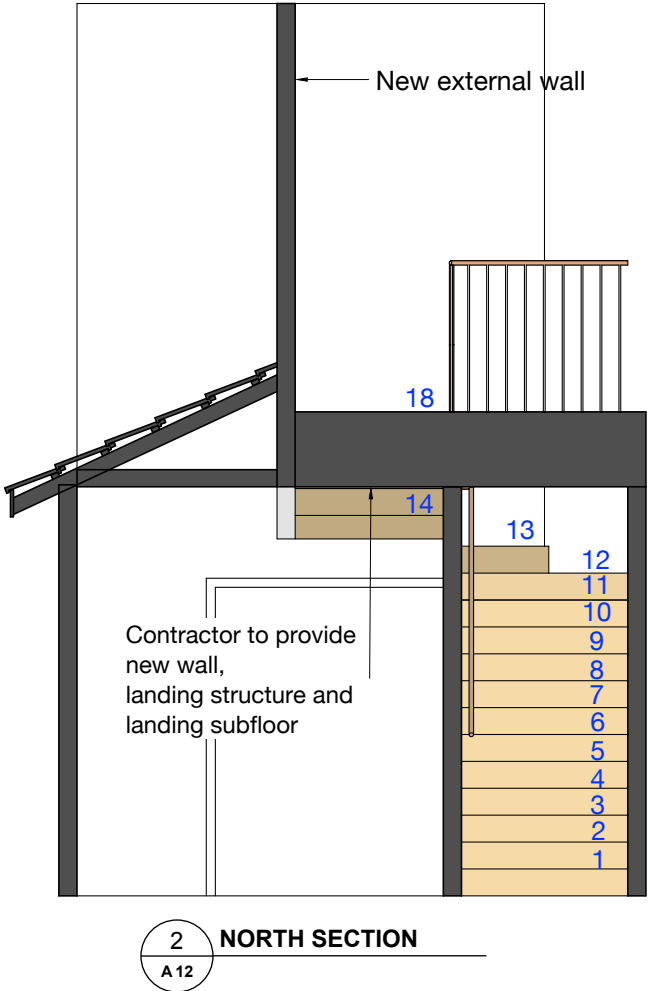 New external wall
18
14
13
12
11
10
9
8
7
6
5
4
3
2
1
Contractor to provide
new wall,
landing structure and
landing subfloor
2
A 12
NORTH SECTION